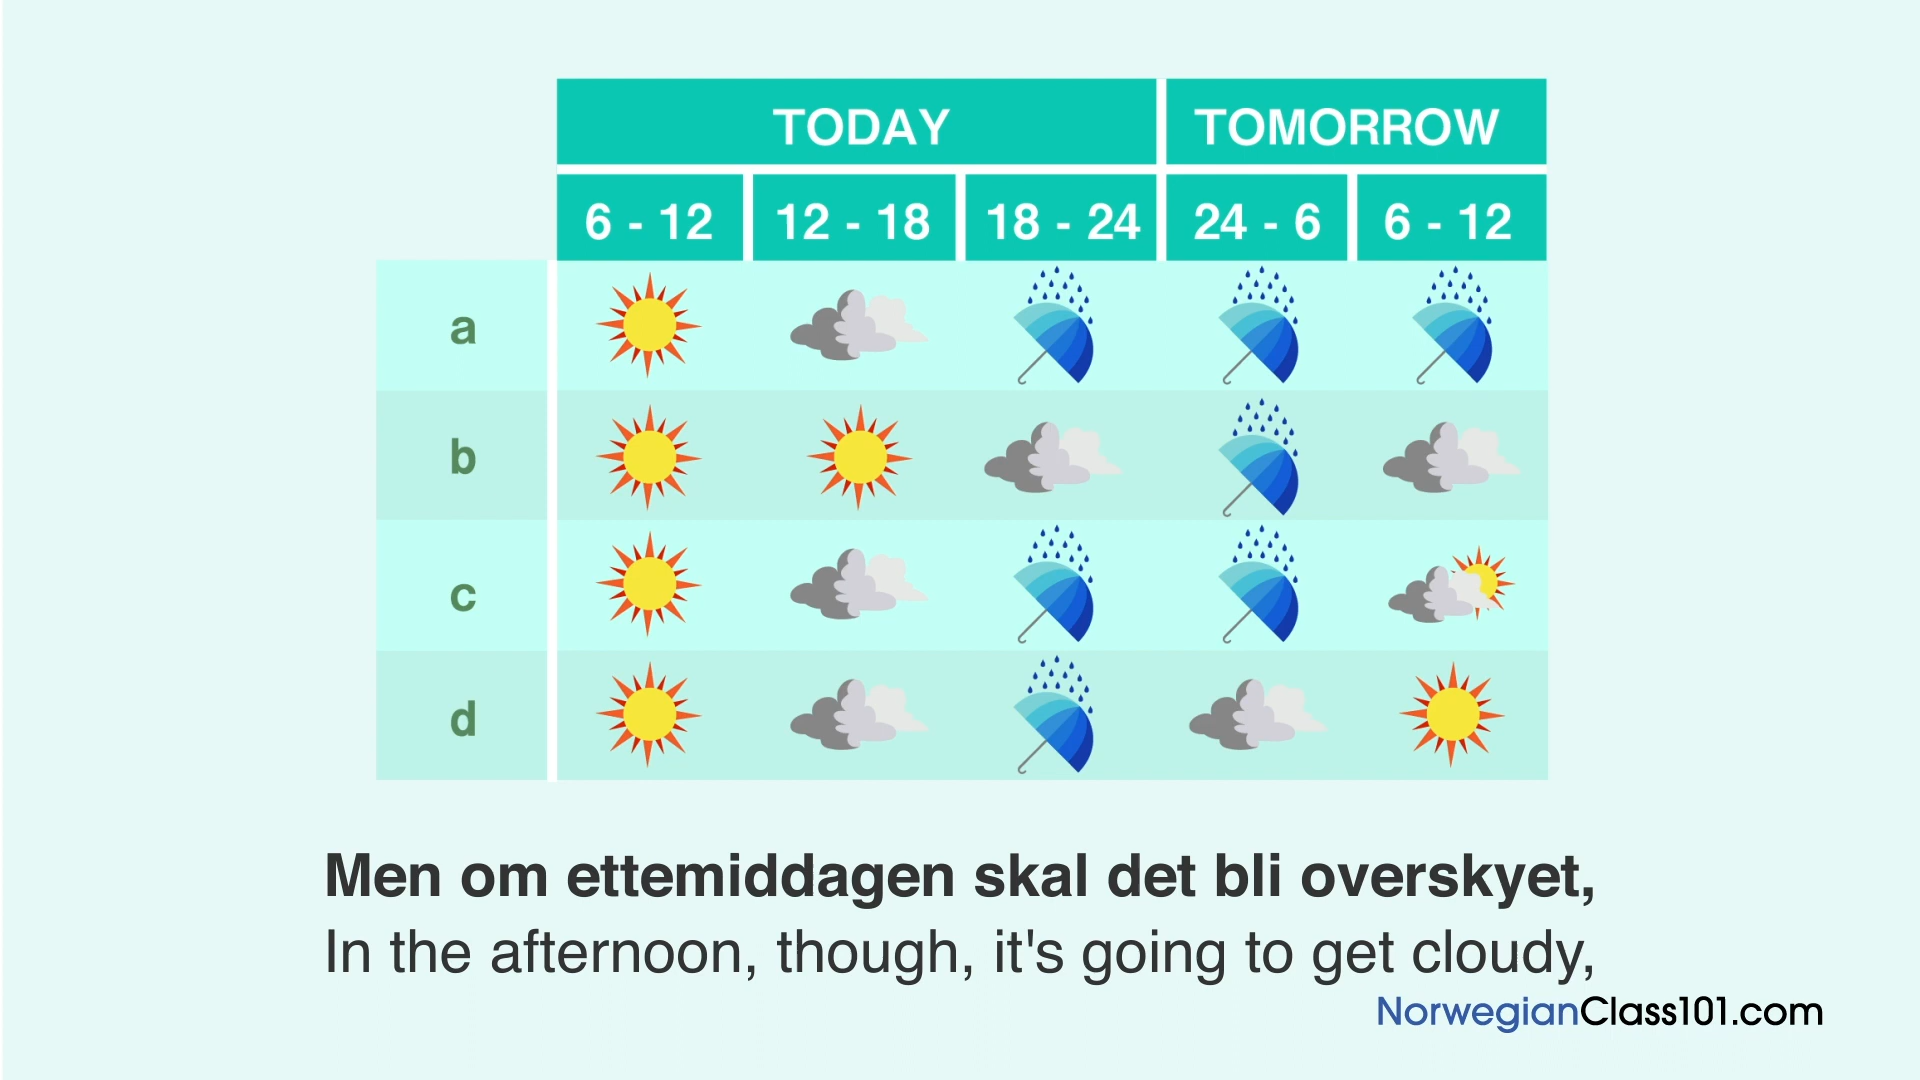 TODAY TOMORROW
6 - 12 12 - 18 18 - 24 24 - 6 6 - 12
a
b
c
d
Men om ettemiddagen skal det bli overskyet,
In the afternoon, though, it's going to get cloudy,
NorwegianClass101.com